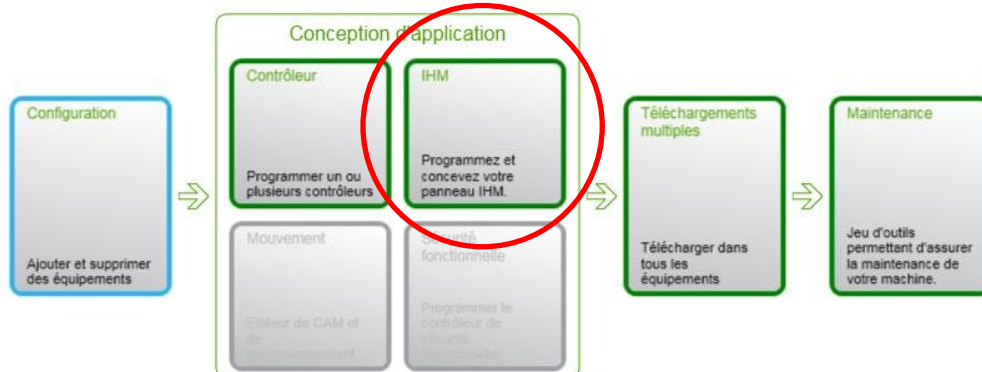 Conception d'application
Configuration
Ajouter et supprimer
des équipements
Contrôleur
Programmer un ou
plusieurs contrôleurs
IHM
Programmez et
concevez votre
panneau IHM.
Mouvement
Editeur de CAM et
de
Sécurité
fonctionnelle
Programmer le
contrôleur de
sécurité
fonctionnelle.
Téléchargements
multiples
Télécharger dans
tous les
équipements
Maintenance
Jeu d'outils
permettant d'assurer
la maintenance de
votre machine.